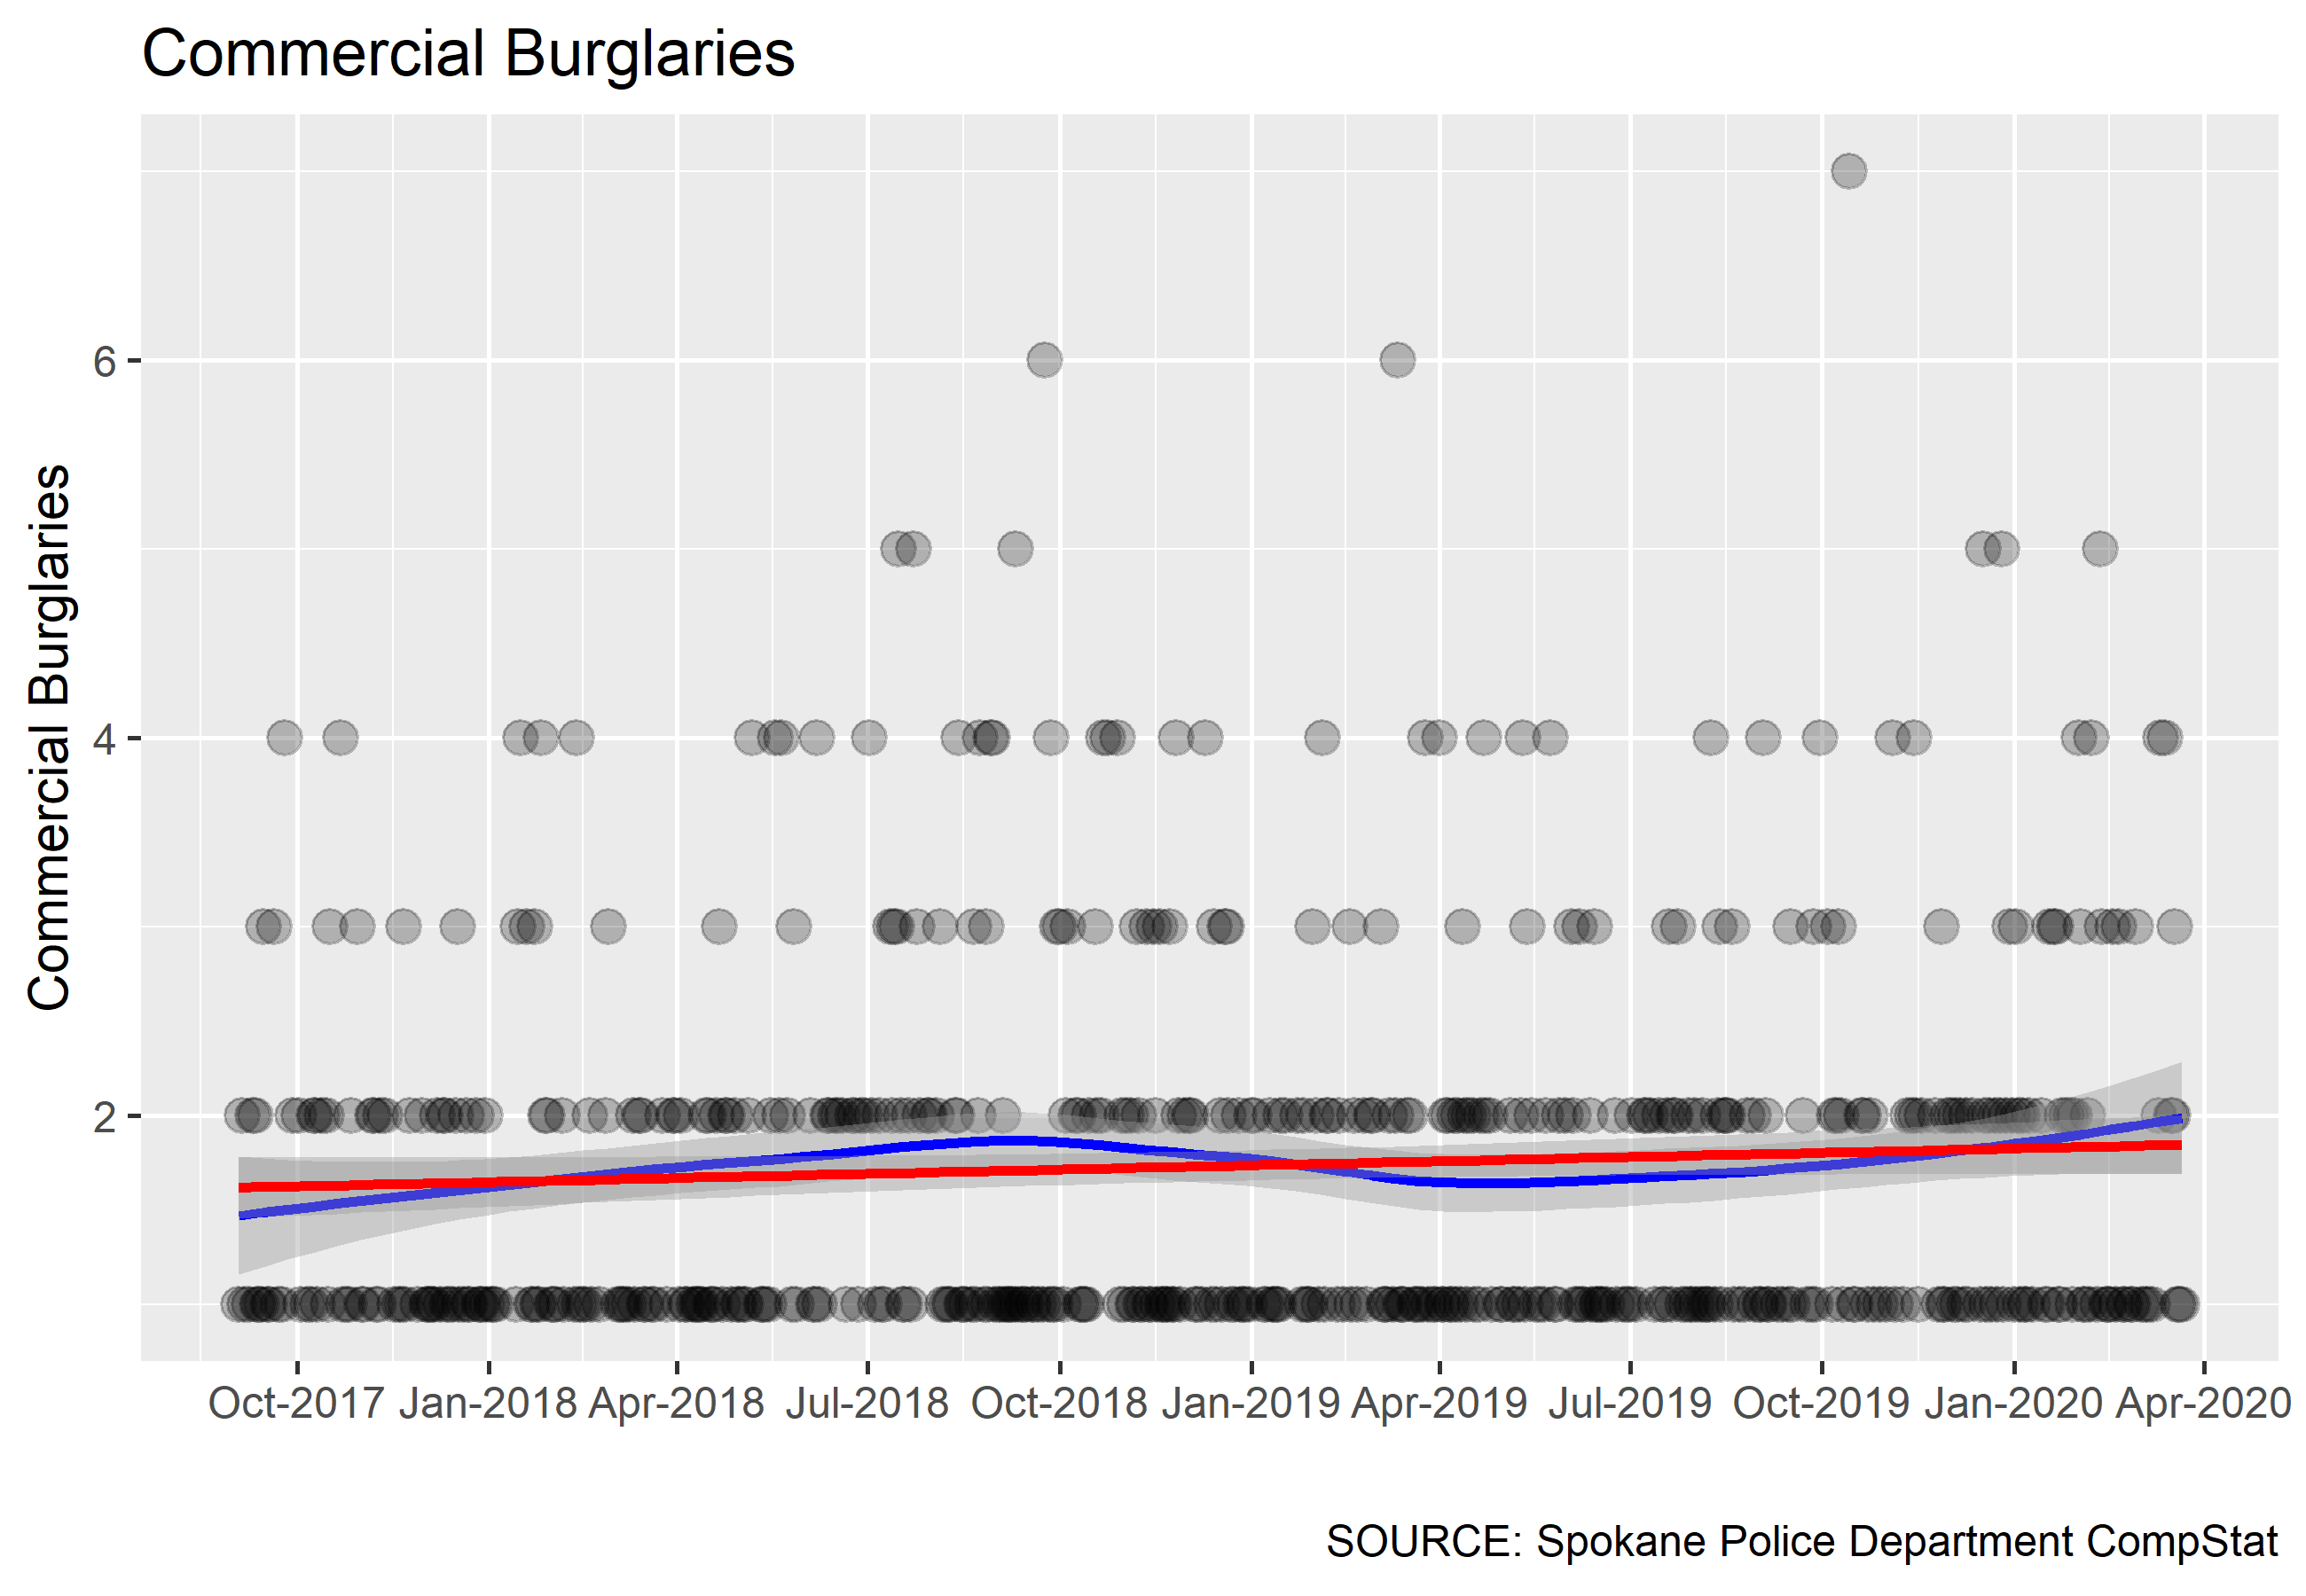 Commercial Burglaries
Commercial Burglaries
6
4
2
Oct-2017 Jan-2018 Apr-2018 Jul-2018 Oct-2018 Jan-2019 Apr-2019 Jul-2019 Oct-2019 Jan-2020 Apr-2020
SOURCE: Spokane Police Department CompStat